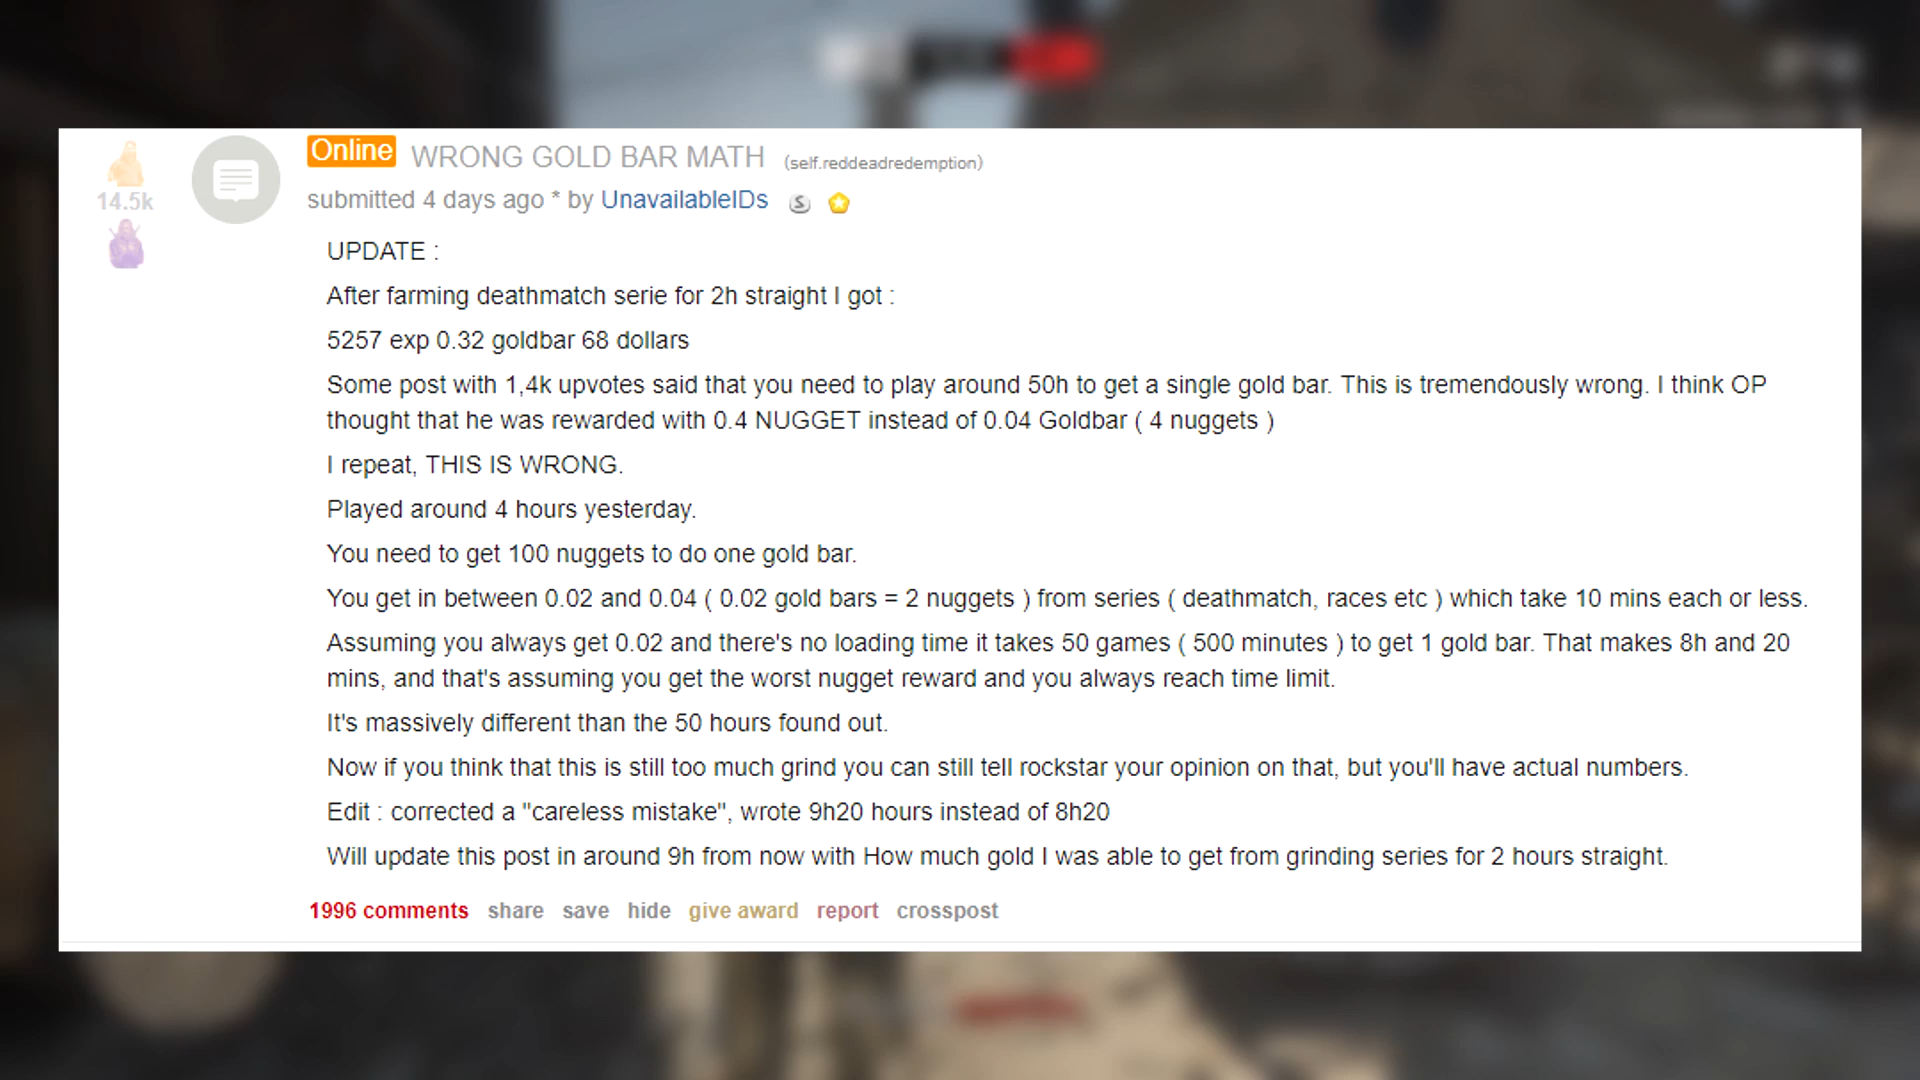 Online WRONG GOLD BAR MATH (self.reddeadredemption)
14.5k
submitted 4 days ago * by UnavailableIDs S
UPDATE :
After farming deathmatch serie for 2h straight I got :
5257 exp 0.32 goldbar 68 dollars
Some post with 1,4k upvotes said that you need to play around 50h to get a single gold bar. This is tremendously wrong. I think OP
thought that he was rewarded with 0.4 NUGGET instead of 0.04 Goldbar ( 4 nuggets )
I repeat, THIS IS WRONG.
Played around 4 hours yesterday.
You need to get 100 nuggets to do one gold bar.
You get in between 0.02 and 0.04 ( 0.02 gold bars = 2 nuggets ) from series ( deathmatch, races etc ) which take 10 mins each or less.
Assuming you always get 0.02 and there's no loading time it takes 50 games ( 500 minutes ) to get 1 gold bar. That makes 8h and 20
mins, and that's assuming you get the worst nugget reward and you always reach time limit.
It's massively different than the 50 hours found out.
Now if you think that this is still too much grind you can still tell rockstar your opinion on that, but you'll have actual numbers.
Edit : corrected a "careless mistake", wrote 9h20 hours instead of 8h20
Will update this post in around 9h from now with How much gold I was able to get from grinding series for 2 hours straight.
1996 comments share save hide give award report crosspost